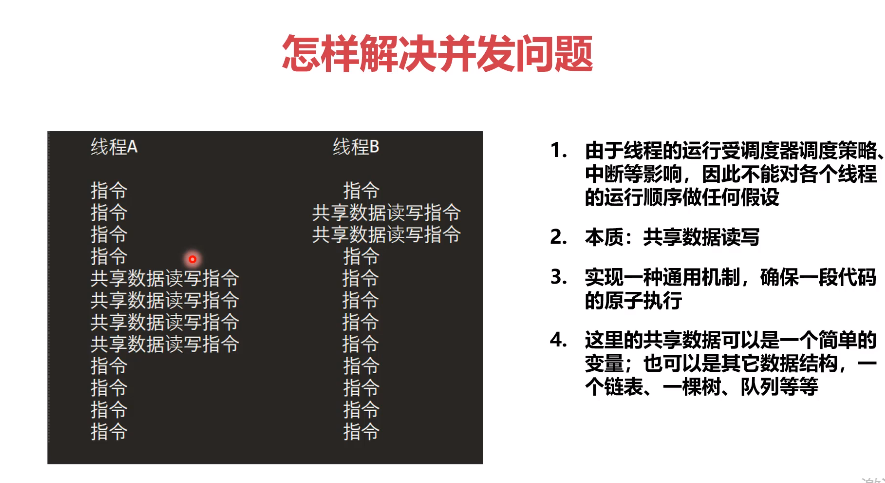 怎样解决并发问题
线程A 线程B
指令 指令
指令 共享数据读写指令
指令 共享数据读写指令
指令 指令
共享数据读写指令 指令
共享数据读写指令 指令
共享数据读写指令 指令
共享数据读写指令 指令
指令 指令
指令 指令
指令 指令
指令 指令
1. 由于线程的运行受调度器调度策略、
中断等影响，因此不能对各个线程
的运行顺序做任何假设
2. 本质：共享数据读写
3. 实现一种通用机制，确保一段代码
的原子执行
4. 这里的共享数据可以是一个简单的
变量；也可以是其它数据结构，一
个链表、一棵树、队列等等